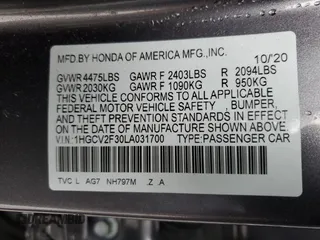 MFD.BY HONDA OF AMERICA MFG.,INC. 10/20
GVWR 4475LBS GAWR F 2403LBS R 2094LBS
GVWR 2030KG GAWR F 1090KG R 950KG
THIS VEHICLE CONFORMS TO ALL APPLICABLE
FEDERAL MOTOR VEHICLE SAFETY, BUMPER,
AND THEFT PREVENTION STANDARDS IN EFFECT
ON THE DATE OF MANUFACTURE SHOWN ABOVE.
V.I.N.:1HGCV2F30LA031700 TYPE:PASSENGER CAR
TVC L AG7 NH797M Z .A